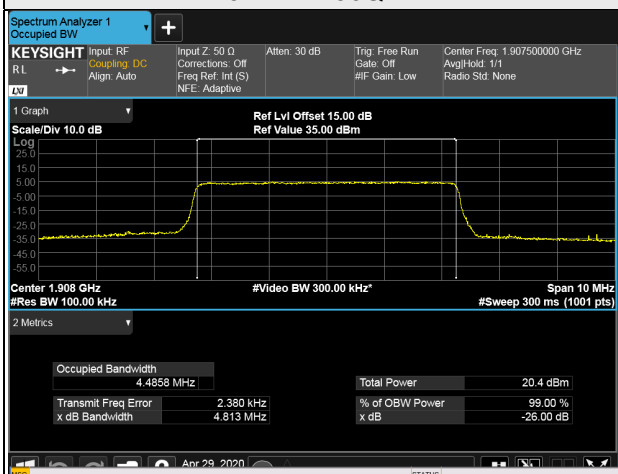 Spectrum Analyzer 1
Occupied BW
+
KEYSIGHT
RL
LXI
Input: RF
Coupling: DC
Align: Auto
Input Z: 50 Ω
Corrections: Off
Freq Ref: Int (S)
NFE: Adaptive
Atten: 30 dB
Trig: Free Run
Gate: Off
#IF Gain: Low
Center Freq: 1.907500000 GHz
Avg|Hold: 1/1
Radio Std: None
1 Graph
Scale/Div 10.0 dB
Ref Lvl Offset 15.00 dB
Ref Value 35.00 dBm
Log
25.0
15.0
5.00
-5.00
-15.0
-25.0
-35.0
-45.0
-55.0
Center 1.908 GHz
#Video BW 300.00 kHz*
Span 10 MHz
#Res BW 100.00 kHz
#Sweep 300 ms (1001 pts)
2 Metrics
Occupied Bandwidth
4.4858 MHz
Total Power 20.4 dBm
Transmit Freq Error 2.380 kHz
% of OBW Power 99.00 %
x dB Bandwidth 4.813 MHz
x dB -26.00 dB
Apr 29, 2020
MSG
STATUS